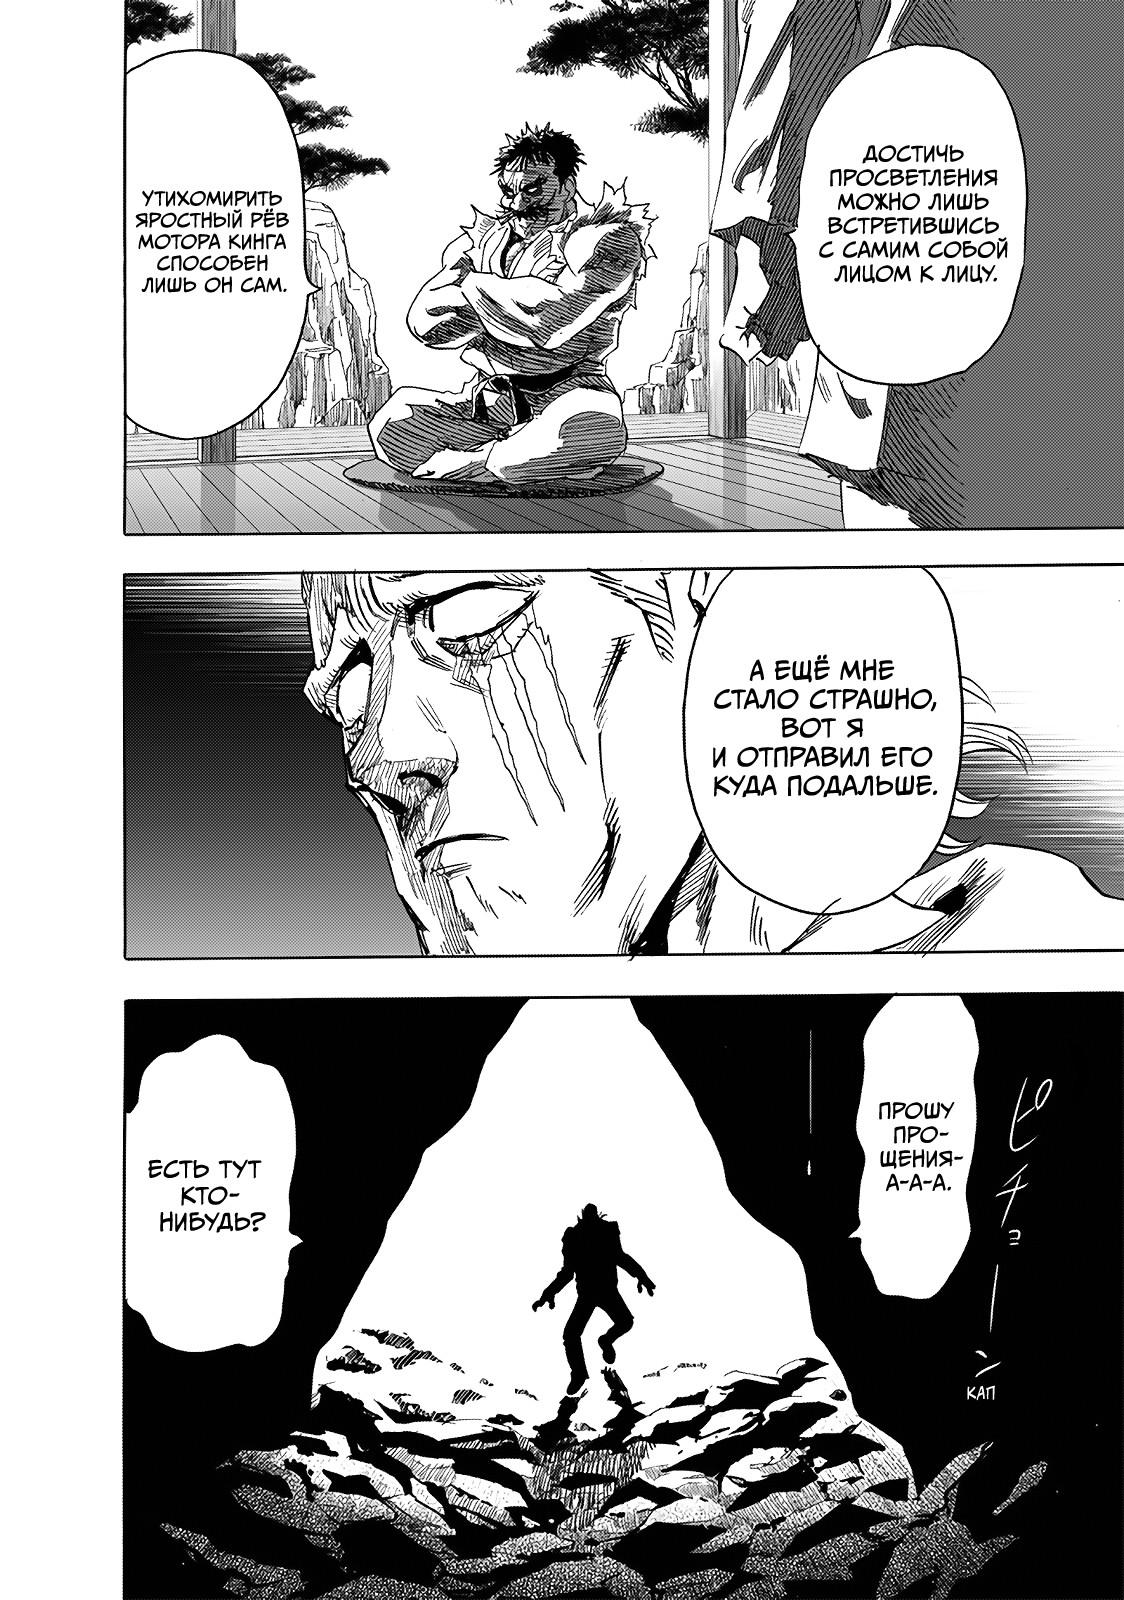 ДОСТИЧЬ
ПРОСВЕТЛЕНИЯ
МОЖНО ЛИШЬ
ВСТРЕТИВШИСЬ
С САМИМ СОБОЙ
ЛИЦОМ К ЛИЦУ.
УТИХОМИРИТЬ
ЯРОСТНЫЙ РЁВ
МОТОРА КИНГА
СПОСОБЕН
ЛИШЬ ОН САМ.
А ЕЩЁ МНЕ
СТАЛО СТРАШНО,
ВОТ Я
И ОТПРАВИЛ ЕГО
КУДА ПОДАЛЬШЕ.
ピチョーン
КАП
ПРОШУ
ПРО-
ЩЕНИЯ-
А-А-А.
ЕСТЬ ТУТ
КТО-
НИБУДЬ?